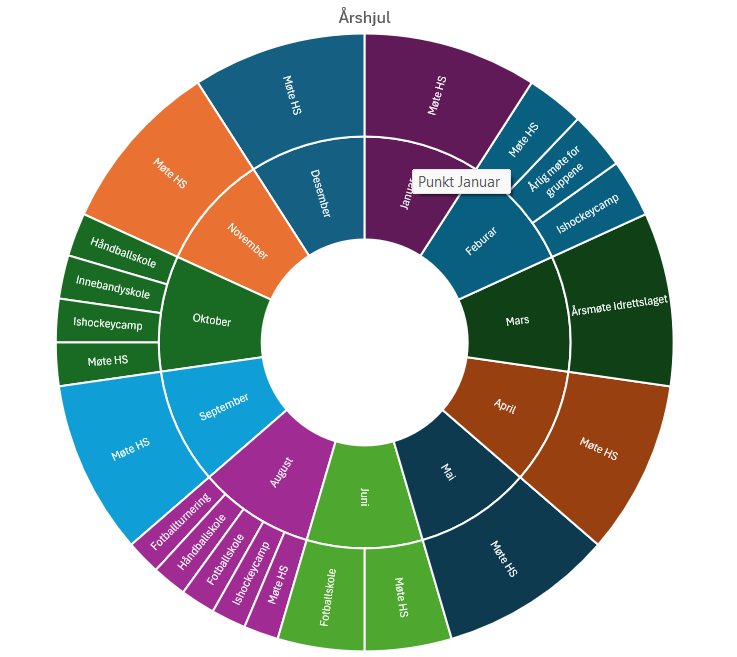 Årshjul
Januar
Punkt Januar
Møte HS
Feburar
Møte HS
Årlig møte for
gruppene
Ishockeycamp
Mars
Årsmøte Idrettslaget
April
Møte HS
Mai
Møte HS
Juni
Møte HS
Fotballskole
August
Møte HS
Ishockeycamp
Fotballskole
Håndballskole
Fotballturnering
September
Møte HS
Oktober
Møte HS
Ishockeycamp
Innebandyskole
Håndballskole
November
Møte HS
Desember
Møte HS